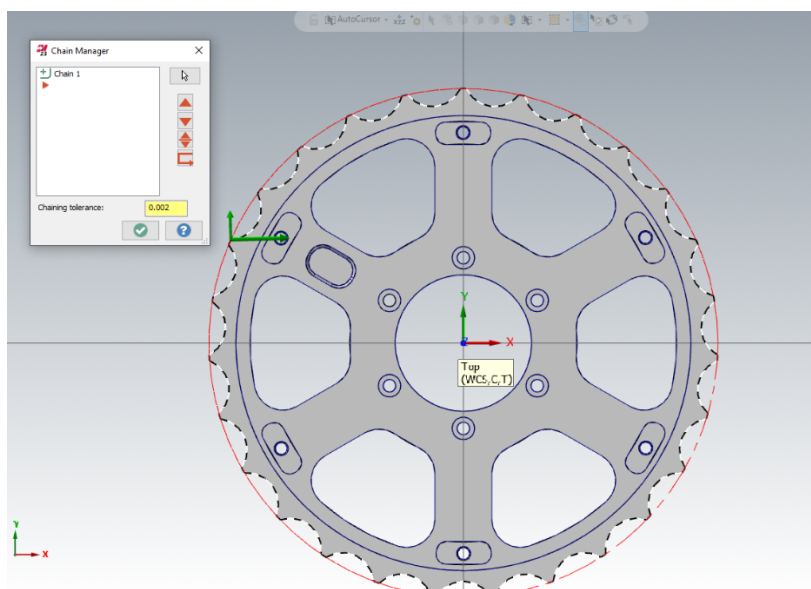 AutoCursor
Chain Manager
Chain 1
Chaining tolerance:
0.002
Y
X
Top
(WCS,C,T)
Y
X